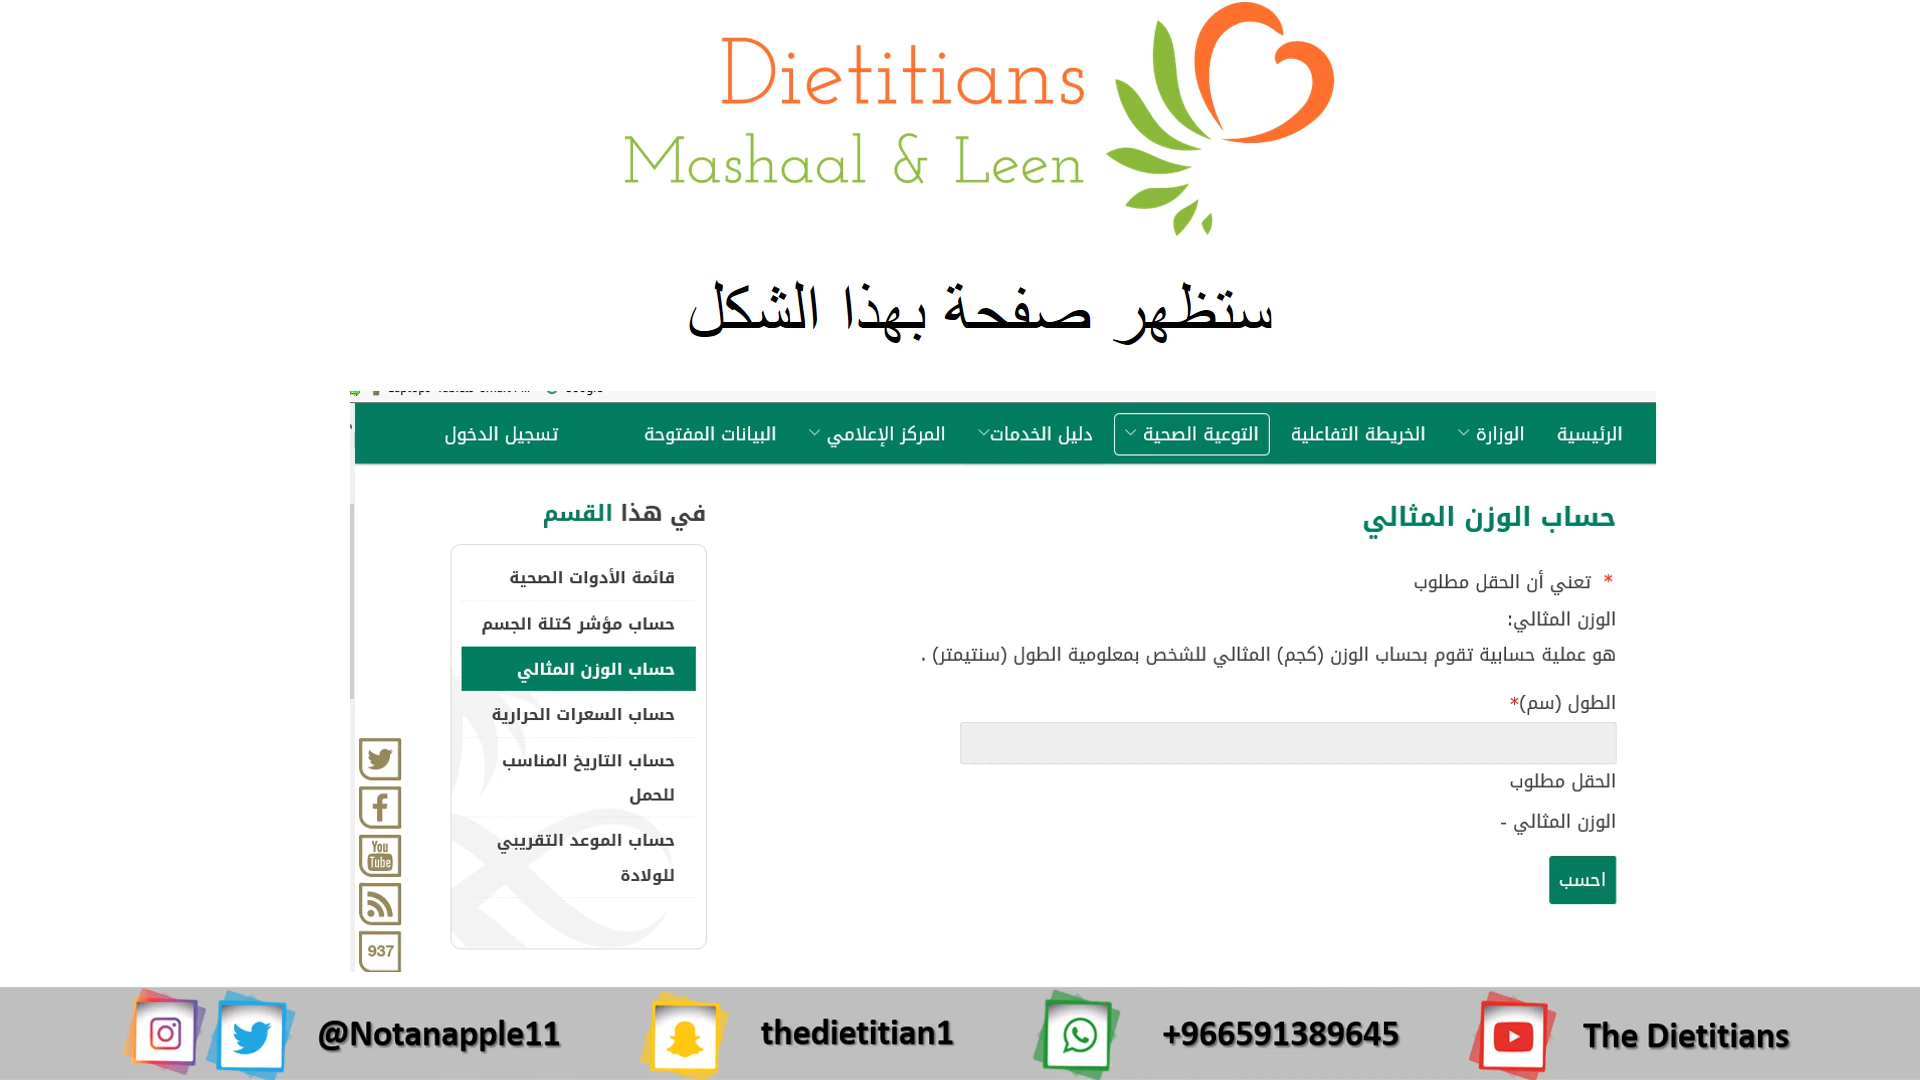 Dietitians
Mashaal & Leen
ستظهر صفحة بهذا الشكل
الرئيسية
الوزارة
الخريطة التفاعلية
التوعية الصحية
دليل الخدمات
المركز الإعلامي
البيانات المفتوحة
تسجيل الدخول
حساب الوزن المثالي
* تعني أن الحقل مطلوب
الوزن المثالي:
هو عملية حسابية تقوم بحساب الوزن (كجم) المثالي للشخص بمعلومية الطول (سنتيمتر) .
الطول (سم)*
الحقل مطلوب
الوزن المثالي -
احسب
في هذا القسم
قائمة الأدوات الصحية
حساب مؤشر كتلة الجسم
حساب الوزن المثالي
حساب السعرات الحرارية
حساب التاريخ المناسب
للحمل
حساب الموعد التقريبي
للولادة
You
Tube
937
@Notanapple11
thedietitian1
+966591389645
The Dietitians